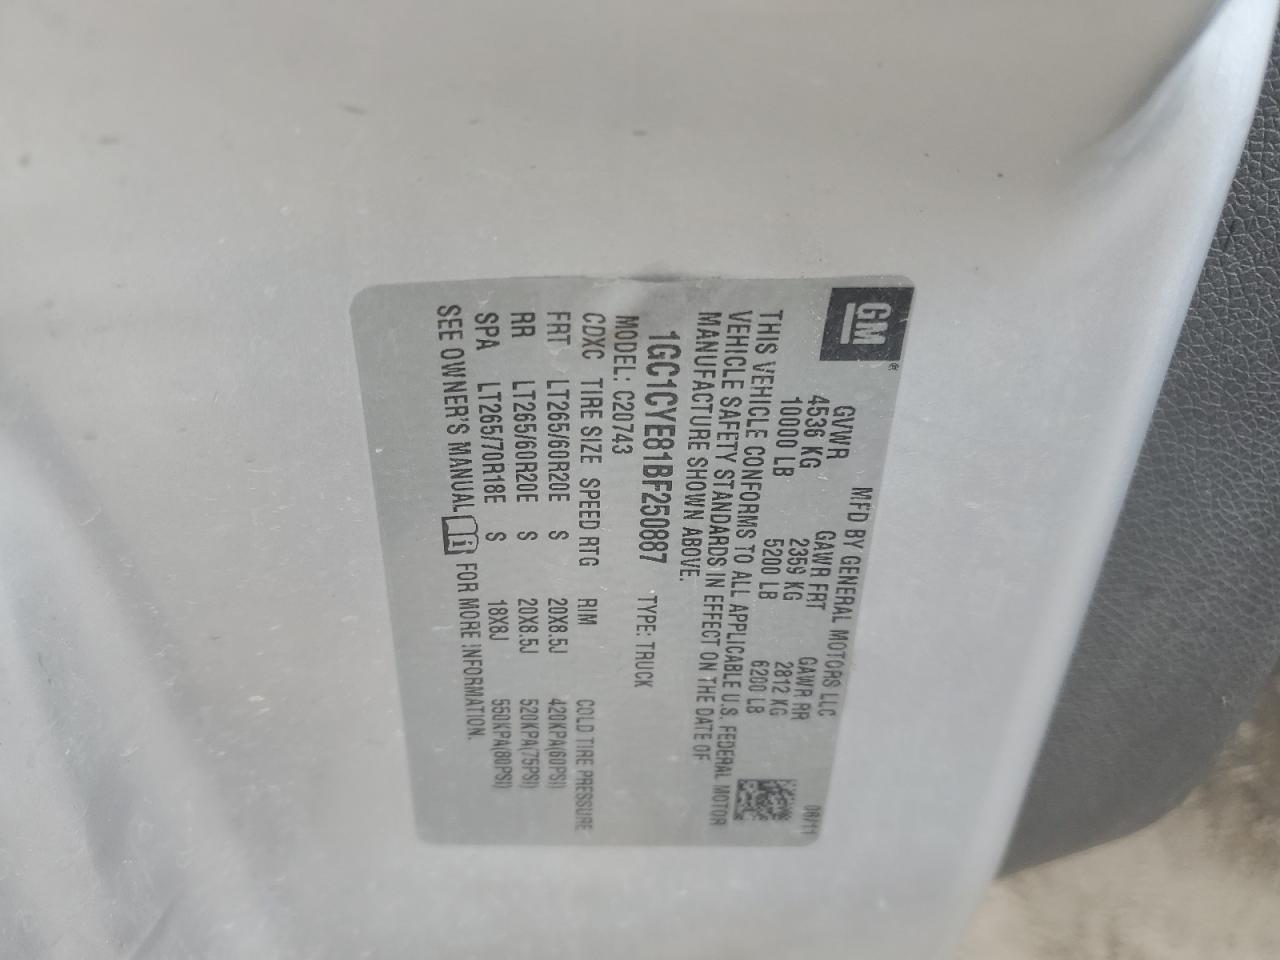 GM
MFD BY GENERAL MOTORS LLC
GVWR GAWR FRT GAWR RR
4536 KG 2359 KG 2812 KG
10000 LB 5200 LB 6200 LB
THIS VEHICLE CONFORMS TO ALL APPLICABLE U.S. FEDERAL MOTOR
VEHICLE SAFETY STANDARDS IN EFFECT ON THE DATE OF
MANUFACTURE SHOWN ABOVE.
1GC1CYE81BF250887 TYPE: TRUCK
MODEL: C20743
CDXC TIRE SIZE SPEED RTG RIM COLD TIRE PRESSURE
FRT LT265/60R20E S 20X8.5J 420KPA(60PSI)
RR LT265/60R20E S 20X8.5J 520KPA(75PSI)
SPA LT265/70R18E S 18X8J 550KPA(80PSI)
SEE OWNER'S MANUAL FOR MORE INFORMATION.